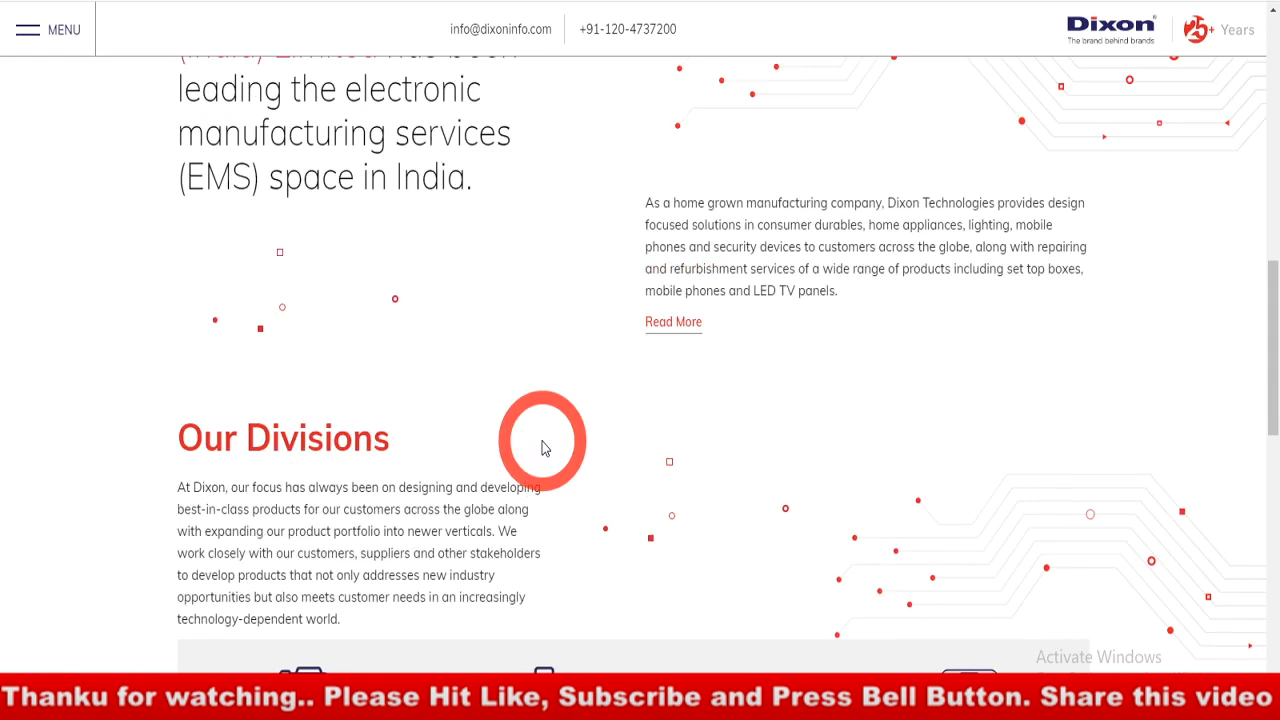 MENU
info@dixoninfo.com
+91-120-4737200
Dixon
The brand behind brands
25+ Years
(India) Limited has been
leading the electronic
manufacturing services
(EMS) space in India.
As a home grown manufacturing company, Dixon Technologies provides design
focused solutions in consumer durables, home appliances, lighting, mobile
phones and security devices to customers across the globe, along with repairing
and refurbishment services of a wide range of products including set top boxes,
mobile phones and LED TV panels.
Read More
Our Divisions
At Dixon, our focus has always been on designing and developing
best-in-class products for our customers across the globe along
with expanding our product portfolio into newer verticals. We
work closely with our customers, suppliers and other stakeholders
to develop products that not only addresses new industry
opportunities but also meets customer needs in an increasingly
technology-dependent world.
Activate Windows
Thanku for watching.. Please Hit Like, Subscribe and Press Bell Button. Share this video